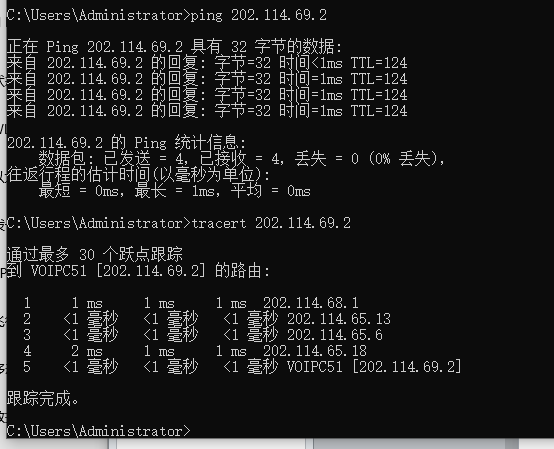 C:\Users\Administrator>ping 202.114.69.2
正在 Ping 202.114.69.2 具有 32 字节的数据:
来自 202.114.69.2 的回复: 字节=32 时间<1ms TTL=124
来自 202.114.69.2 的回复: 字节=32 时间=1ms TTL=124
来自 202.114.69.2 的回复: 字节=32 时间=1ms TTL=124
来自 202.114.69.2 的回复: 字节=32 时间=1ms TTL=124
202.114.69.2 的 Ping 统计信息:
数据包: 已发送 = 4, 已接收 = 4, 丢失 = 0 (0% 丢失),
往返行程的估计时间(以毫秒为单位):
最短 = 0ms, 最长 = 1ms, 平均 = 0ms
C:\Users\Administrator>tracert 202.114.69.2
通过最多 30 个跃点跟踪
到 VOIPC51 [202.114.69.2] 的路由:
1 1 ms 1 ms 1 ms 202.114.68.1
2 <1 毫秒 <1 毫秒 <1 毫秒 202.114.65.13
3 <1 毫秒 <1 毫秒 <1 毫秒 202.114.65.6
4 2 ms 1 ms 1 ms 202.114.65.18
5 <1 毫秒 <1 毫秒 <1 毫秒 VOIPC51 [202.114.69.2]
跟踪完成。
C:\Users\Administrator>